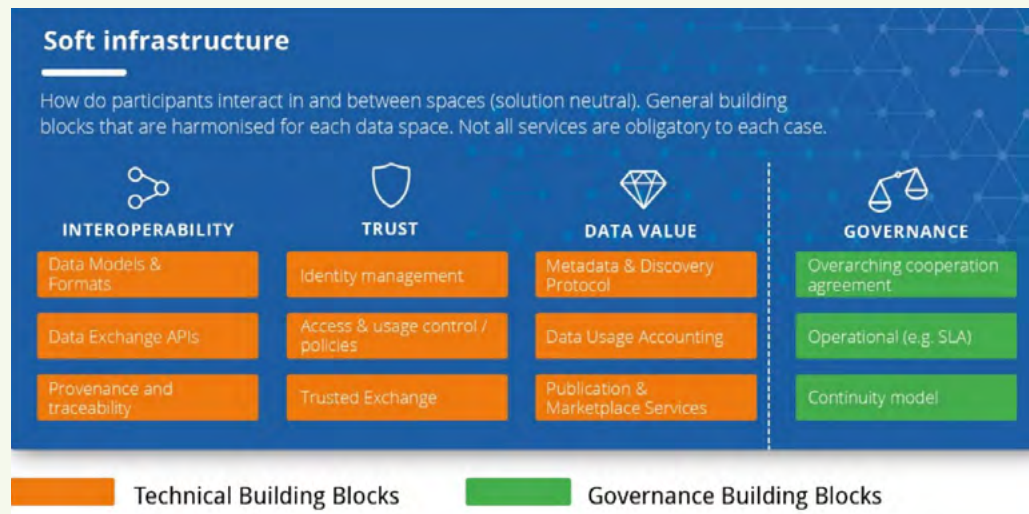 Soft infrastructure
How do participants interact in and between spaces (solution neutral). General building
blocks that are harmonised for each data space. Not all services are obligatory to each case.
INTEROPERABILITY
Data Models &
Formats
Data Exchange APIs
Provenance and
traceability
TRUST
Identity management
Access & usage control /
policies
Trusted Exchange
DATA VALUE
Metadata & Discovery
Protocol
Data Usage Accounting
Publication &
Marketplace Services
GOVERNANCE
Overarching cooperation
agreement
Operational (e.g. SLA)
Continuity model
Technical Building Blocks
Governance Building Blocks